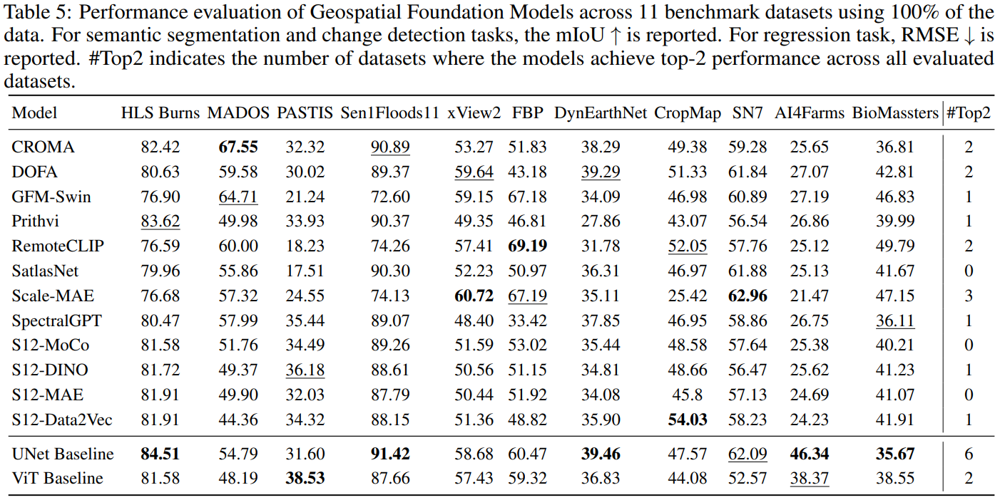 Table 5: Performance evaluation of Geospatial Foundation Models across 11 benchmark datasets using 100% of the
data. For semantic segmentation and change detection tasks, the mIoU ↑ is reported. For regression task, RMSE ↓ is
reported. #Top2 indicates the number of datasets where the models achieve top-2 performance across all evaluated
datasets.
Model HLS Burns MADOS PASTIS Sen1Floods11 xView2 FBP DynEarthNet CropMap SN7 AI4Farms BioMassters #Top2
CROMA 82.42 67.55 32.32 90.89 53.27 51.83 38.29 49.38 59.28 25.65 36.81 2
DOFA 80.63 59.58 30.02 89.37 59.64 43.18 39.29 51.33 61.84 27.07 42.81 2
GFM-Swin 76.90 64.71 21.24 72.60 59.15 67.18 34.09 46.98 60.89 27.19 46.83 1
Prithvi 83.62 49.98 33.93 90.37 49.35 46.81 27.86 43.07 56.54 26.86 39.99 1
RemoteCLIP 76.59 60.00 18.23 74.26 57.41 69.19 31.78 52.05 57.76 25.12 49.79 2
SatlasNet 79.96 55.86 17.51 90.30 52.23 50.97 36.31 46.97 61.88 25.13 41.67 0
Scale-MAE 76.68 57.32 24.55 74.13 60.72 67.19 35.11 25.42 62.96 21.47 47.15 3
SpectralGPT 80.47 57.99 35.44 89.07 48.40 33.42 37.85 46.95 58.86 26.75 36.11 1
S12-MoCo 81.58 51.76 34.49 89.26 51.59 53.02 35.44 48.58 57.64 25.38 40.21 0
S12-DINO 81.72 49.37 36.18 88.61 50.56 51.15 34.81 48.66 56.47 25.62 41.23 1
S12-MAE 81.91 49.90 32.03 87.79 50.44 51.92 34.08 45.8 57.13 24.69 41.07 0
S12-Data2Vec 81.91 44.36 34.32 88.15 51.36 48.82 35.90 54.03 58.23 24.23 41.91 1
UNet Baseline 84.51 54.79 31.60 91.42 58.68 60.47 39.46 47.57 62.09 46.34 35.67 6
ViT Baseline 81.58 48.19 38.53 87.66 57.43 59.32 36.83 44.08 52.57 38.37 38.55 2